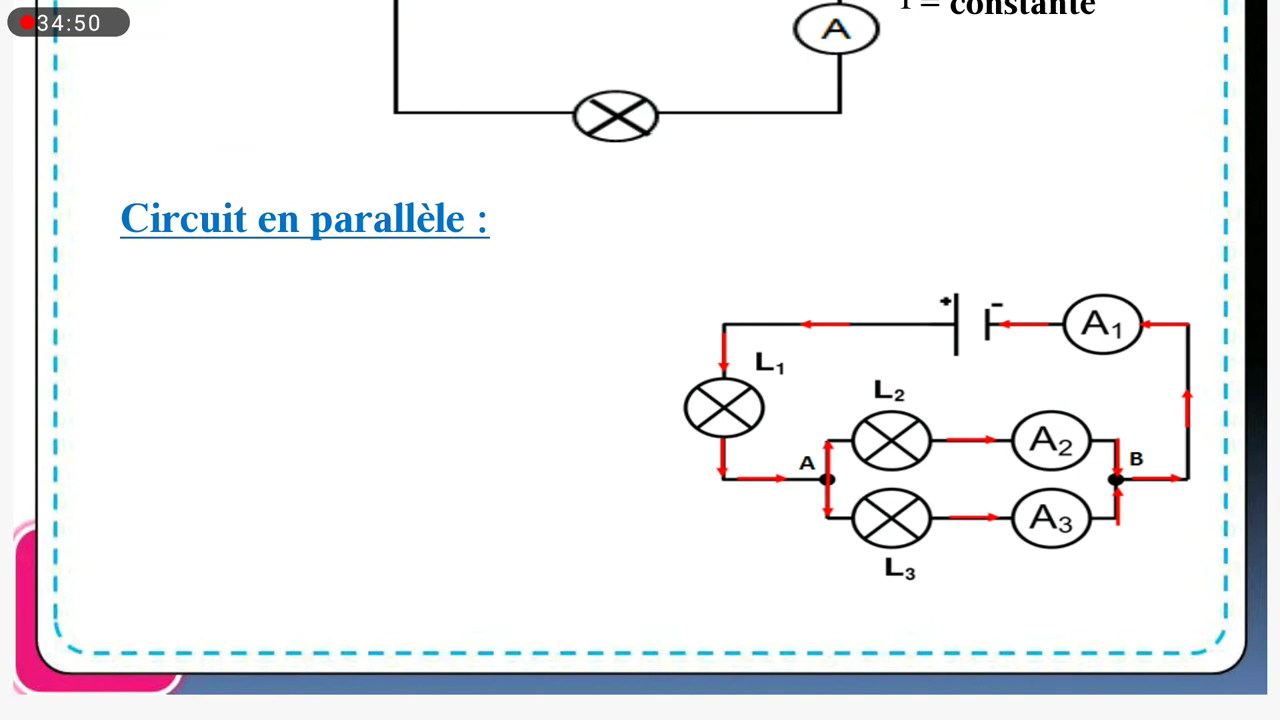 34:50
I = constante
A
Circuit en parallèle :
+ -
A₁
L₁
L₂
A₂
A B
A₃
L₃